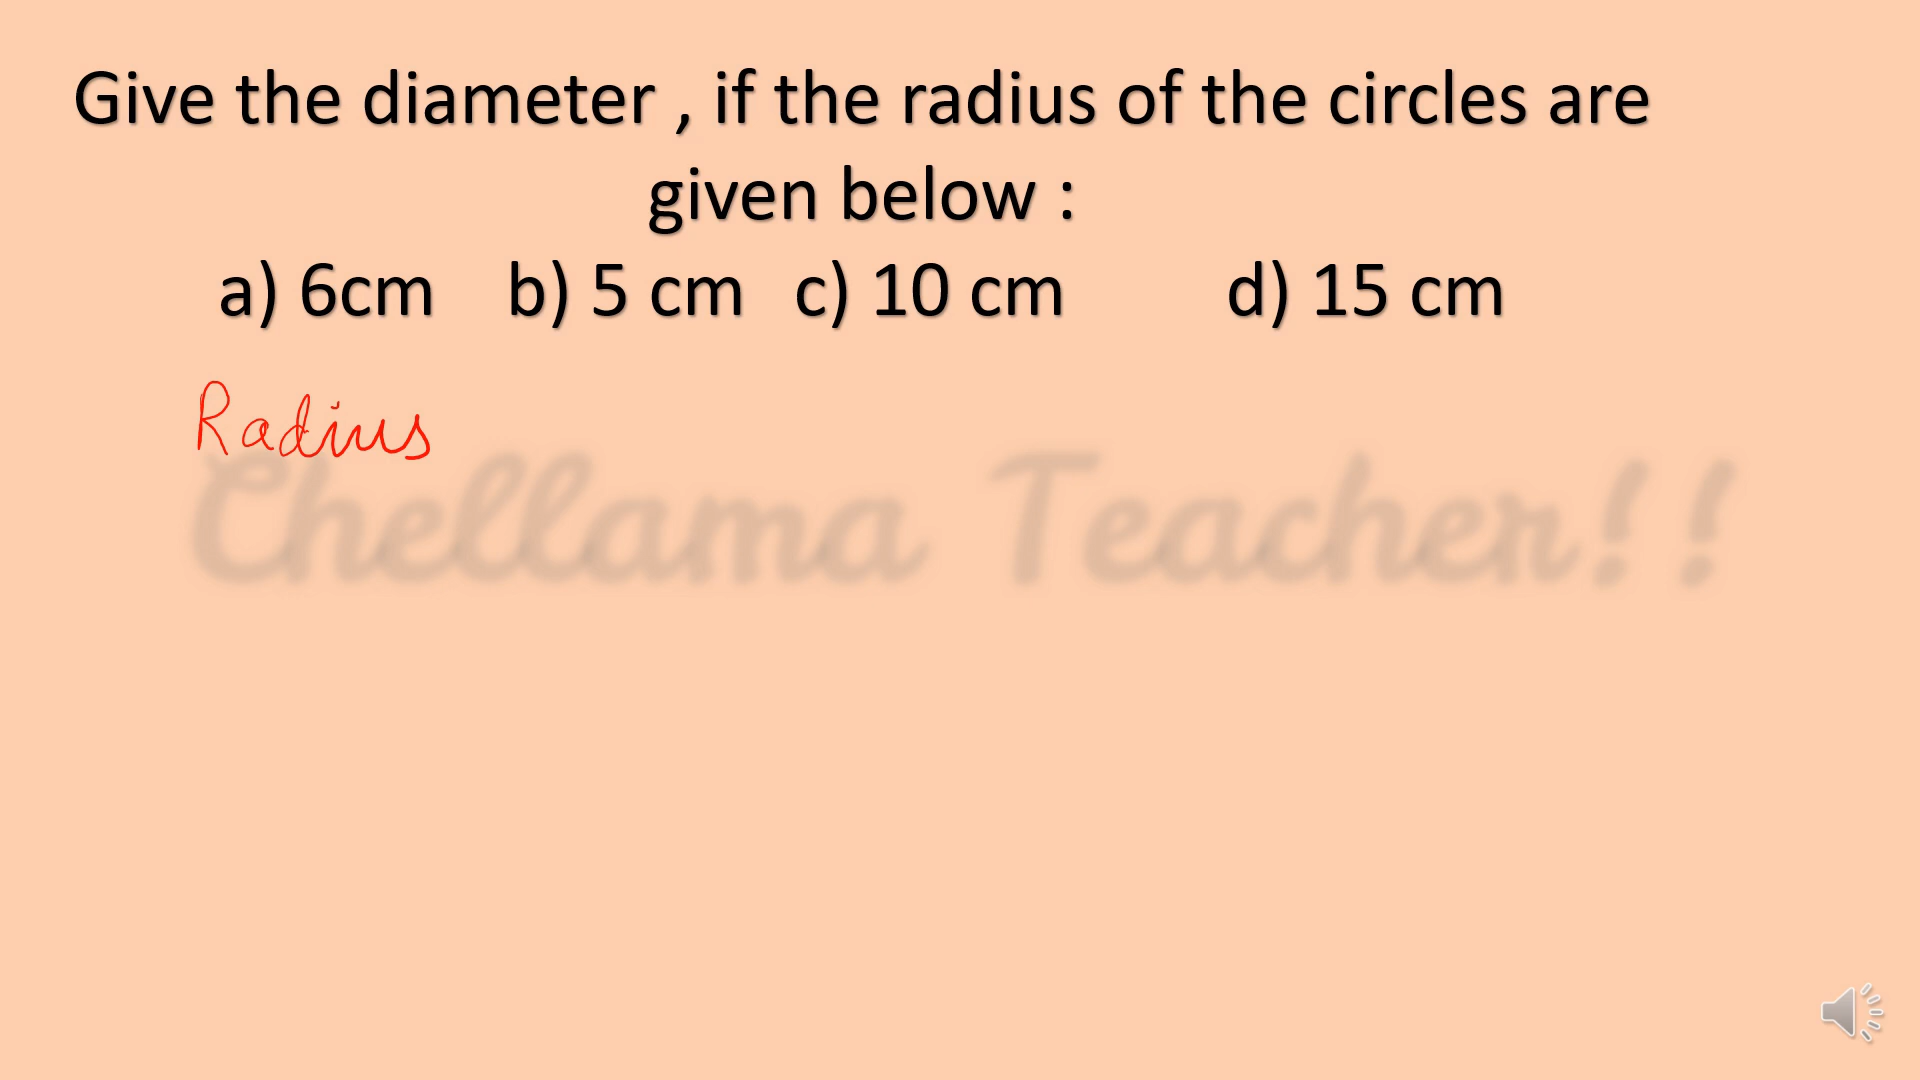 Give the diameter , if the radius of the circles are
given below :
a) 6cm b) 5 cm c) 10 cm d) 15 cm
Radius
Chellama Teacher!!